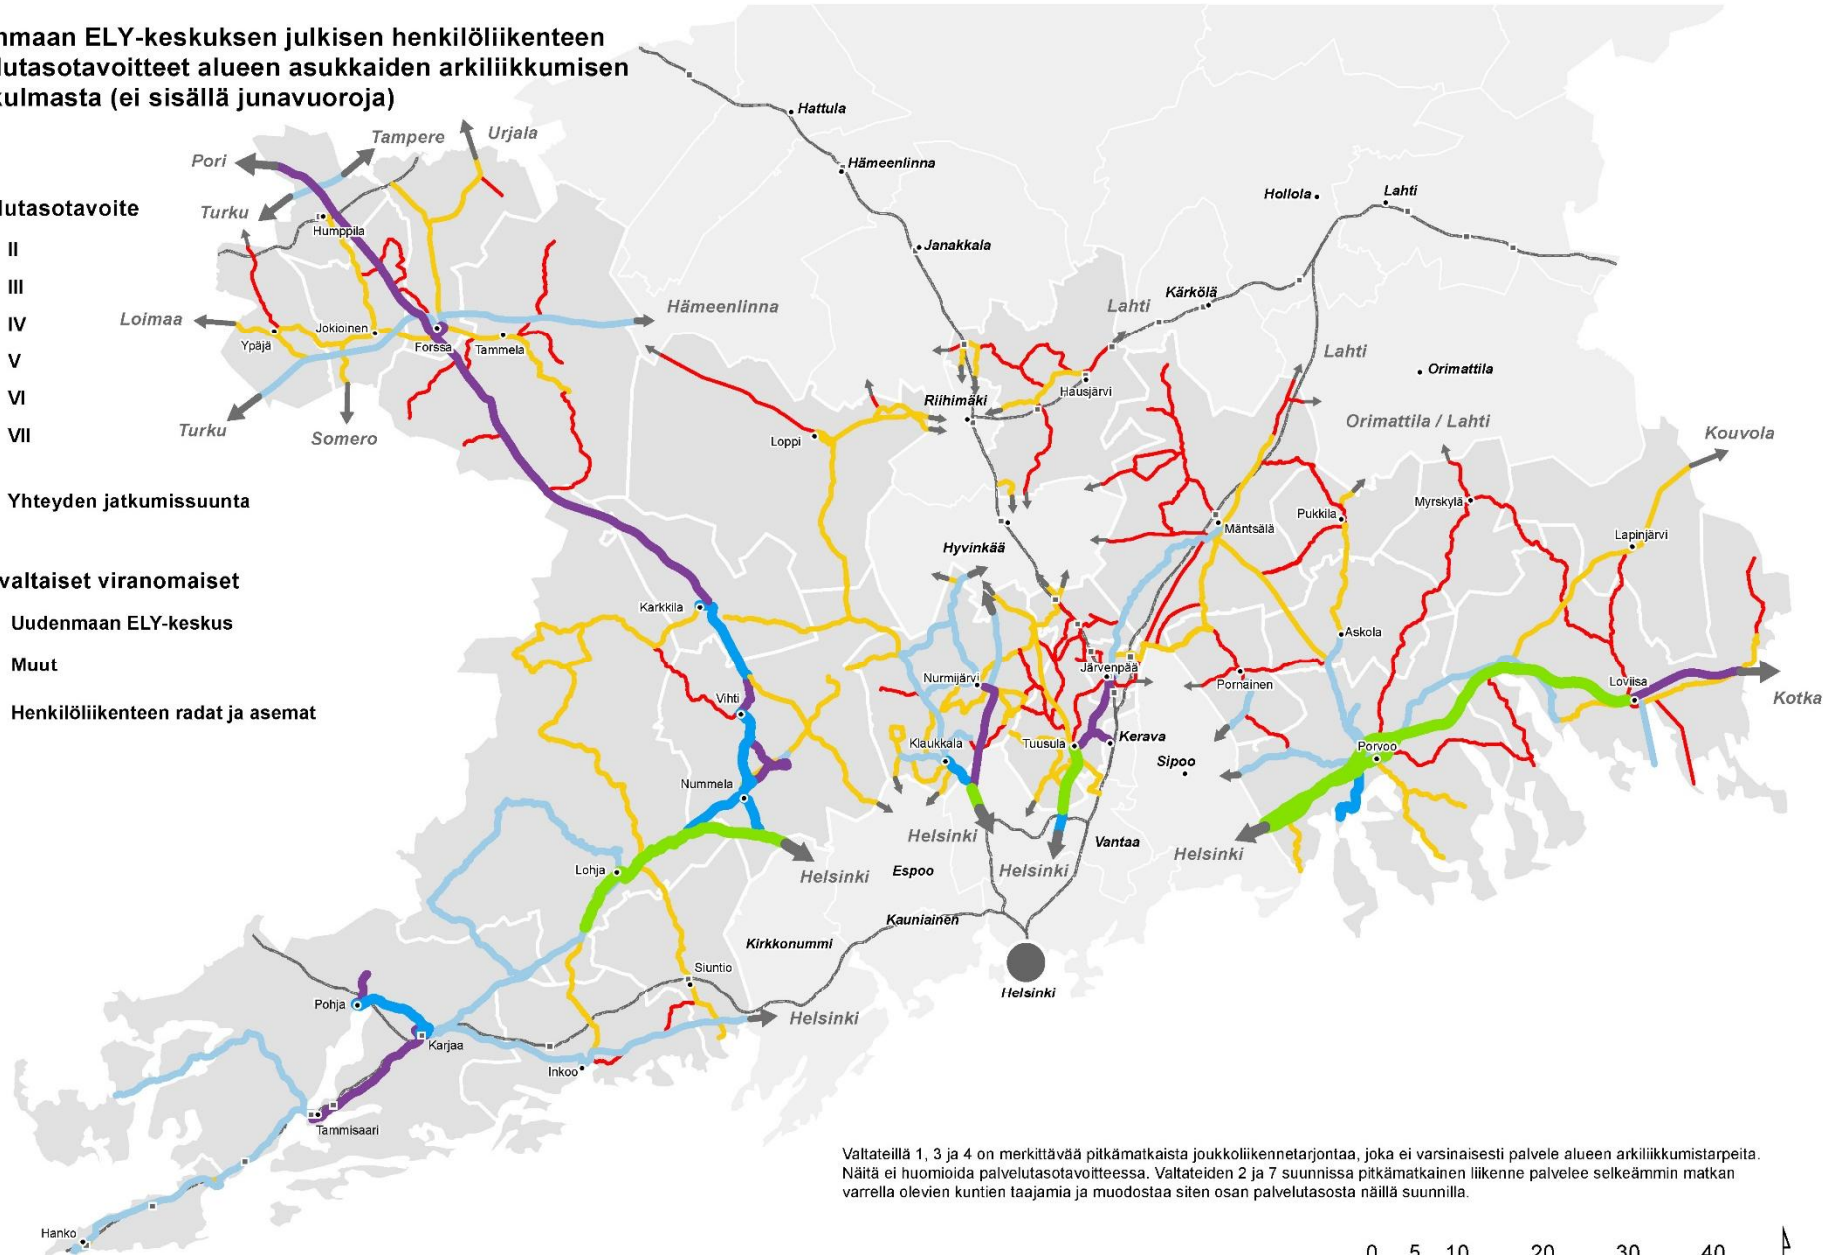 nmaan ELY-keskuksen julkisen henkilöliikenteen
lutasotavoitteet alueen asukkaiden arkiliikkumisen
kulmasta (ei sisällä junavuoroja)
lutasotavoite
II
III
IV
V
VI
VII
Yhteyden jatkumissuunta
valtaiset viranomaiset
Uudenmaan ELY-keskus
Muut
Henkilöliikenteen radat ja asemat
Pori
Tampere
Urjala
Turku
Humppila
Loimaa
Ypäjä
Jokioinen
Forssa
Tammela
Hämeenlinna
Turku
Somero
Hattula
Hämeenlinna
Janakkala
Hollola
Lahti
Kärkölä
Lahti
Lahti
Orimattila
Riihimäki
Hausjärvi
Loppi
Orimattila / Lahti
Kouvola
Myrskylä
Pukkila
Mäntsälä
Lapinjärvi
Hyvinkää
Karkkila
Askola
Järvenpää
Pornainen
Nurmijärvi
Vihti
Loviisa
Kotka
Klaukkala
Tuusula
Kerava
Sipoo
Porvoo
Nummela
Helsinki
Vantaa
Helsinki
Helsinki
Lohja
Helsinki
Espoo
Kauniainen
Kirkkonummi
Siuntio
Helsinki
Pohja
Helsinki
Karjaa
Inkoo
Tammisaari
Hanko
Valtateillä 1, 3 ja 4 on merkittävää pitkämatkaista joukkoliikennetarjontaa, joka ei varsinaisesti palvele alueen arkiliikkumistarpeita.
Näitä ei huomioida palvelutasotavoitteessa. Valtateiden 2 ja 7 suunnissa pitkämatkainen liikenne palvelee selkeämmin matkan
varrella olevien kuntien taajamia ja muodostaa siten osan palvelutasosta näillä suunnilla.
0 5 10 20 30 40